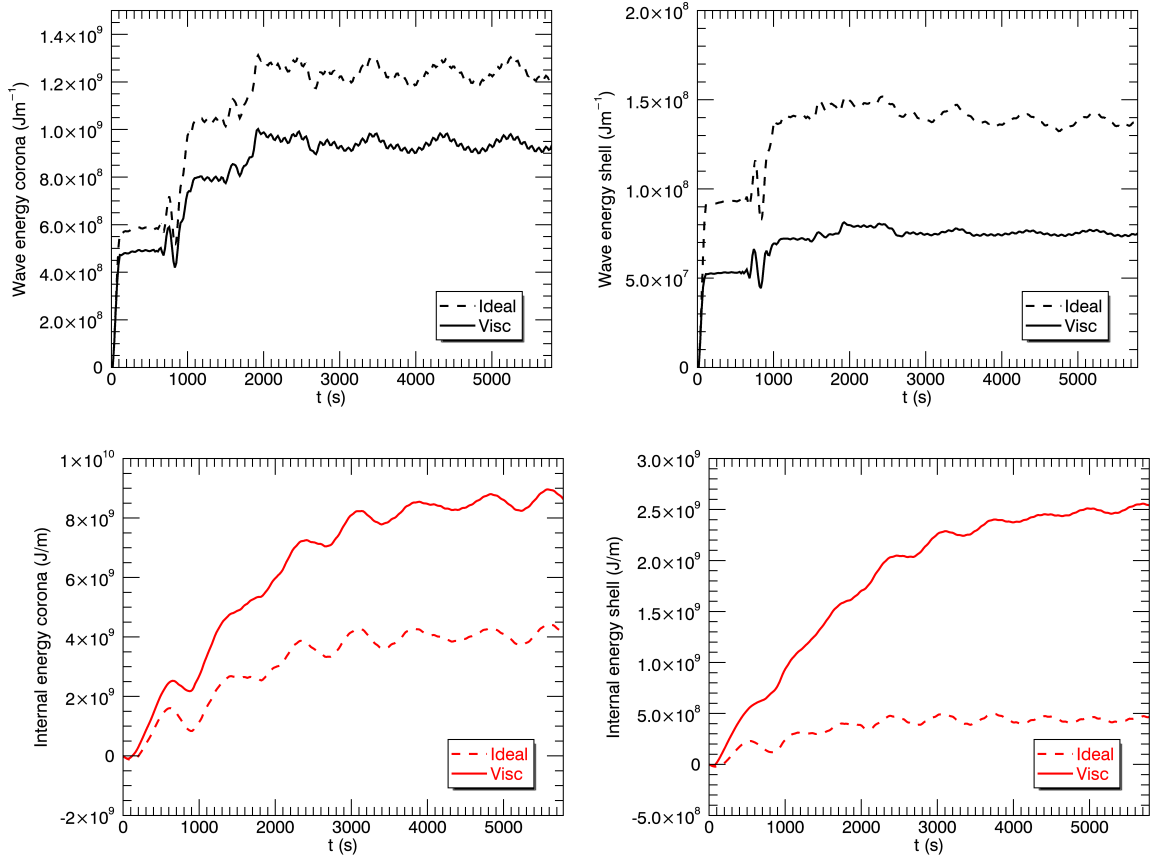 Wave energy corona (Jm⁻¹)
1.4×10⁹
1.2×10⁹
1.0×10⁹
8.0×10⁸
6.0×10⁸
4.0×10⁸
2.0×10⁸
0
0 1000 2000 3000 4000 5000
t (s)
Ideal
Visc
Wave energy shell (Jm⁻¹)
2.0×10⁸
1.5×10⁸
1.0×10⁸
5.0×10⁷
0
0 1000 2000 3000 4000 5000
t (s)
Ideal
Visc
Internal energy corona (J/m)
1×10¹⁰
8×10⁹
6×10⁹
4×10⁹
2×10⁹
0
-2×10⁹
0 1000 2000 3000 4000 5000
t (s)
Ideal
Visc
Internal energy shell (J/m)
3.0×10⁹
2.5×10⁹
2.0×10⁹
1.5×10⁹
1.0×10⁹
5.0×10⁸
0
-5.0×10⁸
0 1000 2000 3000 4000 5000
t (s)
Ideal
Visc